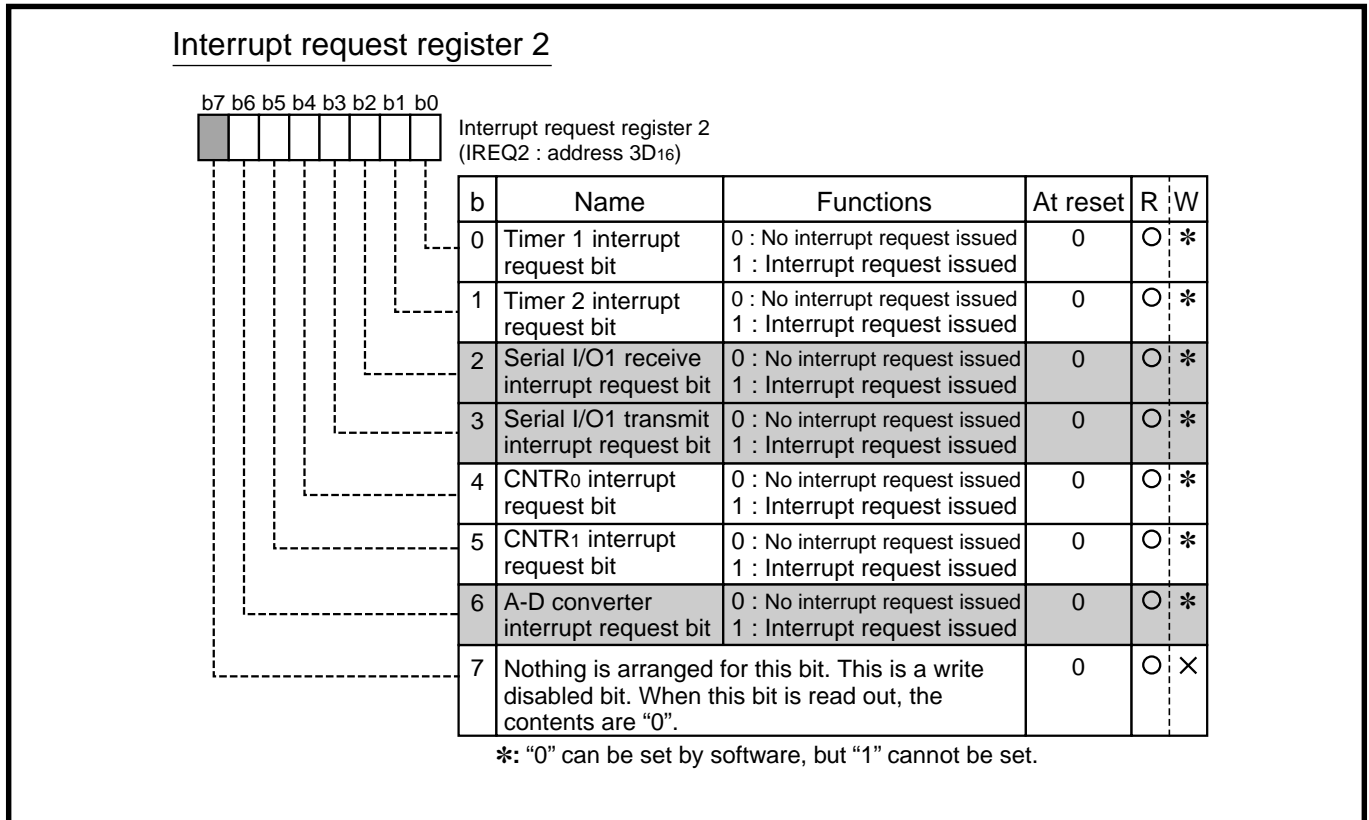 Interrupt request register 2
b7 b6 b5 b4 b3 b2 b1 b0
Interrupt request register 2
(IREQ2 : address 3D16)
b Name Functions At reset R W
0 Timer 1 interrupt request bit 0 : No interrupt request issued 0 ○ ✻
1 : Interrupt request issued
1 Timer 2 interrupt request bit 0 : No interrupt request issued 0 ○ ✻
1 : Interrupt request issued
2 Serial I/O1 receive interrupt request bit 0 : No interrupt request issued 0 ○ ✻
1 : Interrupt request issued
3 Serial I/O1 transmit interrupt request bit 0 : No interrupt request issued 0 ○ ✻
1 : Interrupt request issued
4 CNTR0 interrupt request bit 0 : No interrupt request issued 0 ○ ✻
1 : Interrupt request issued
5 CNTR1 interrupt request bit 0 : No interrupt request issued 0 ○ ✻
1 : Interrupt request issued
6 A-D converter interrupt request bit 0 : No interrupt request issued 0 ○ ✻
1 : Interrupt request issued
7 Nothing is arranged for this bit. This is a write 0 ○ ×
disabled bit. When this bit is read out, the
contents are “0”.
✻: “0” can be set by software, but “1” cannot be set.